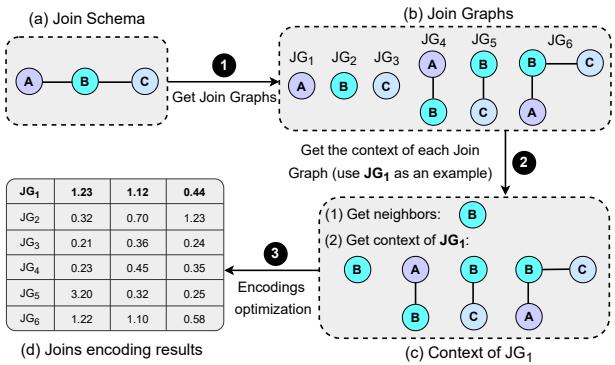 (a) Join Schema
A B C
1
Get Join Graphs
(b) Join Graphs
JG1 JG2 JG3 JG4 JG5 JG6
A B C A B B C
B C A
Get the context of each Join
Graph (use JG1 as an example)
2
(1) Get neighbors: B
(2) Get context of JG1:
B A B B C
B C A
(c) Context of JG1
3
Encodings
optimization
JG1 1.23 1.12 0.44
JG2 0.32 0.70 1.23
JG3 0.21 0.36 0.24
JG4 0.23 0.45 0.35
JG5 3.20 0.32 0.25
JG6 1.22 1.10 0.58
(d) Joins encoding results